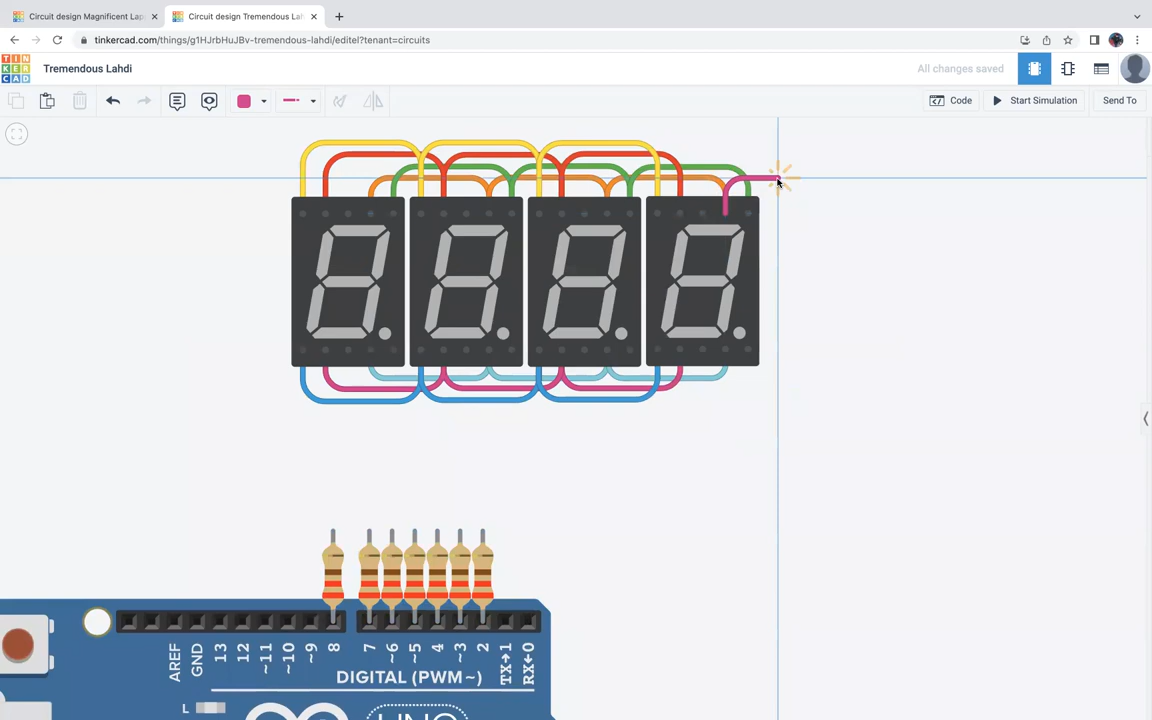 Circuit design Magnificent Lap
Circuit design Tremendous Lah
tinkercad.com/things/g1HJrbHuJBv-tremendous-lahdi/editel?tenant=circuits
TIN
KER
CAD
Tremendous Lahdi
All changes saved
Code
Start Simulation
Send To
AREF
GND
13
12
~11
~10
~9
8
7
~6
~5
4
~3
2
TX→1
RX←0
DIGITAL (PWM~)
L
UNO